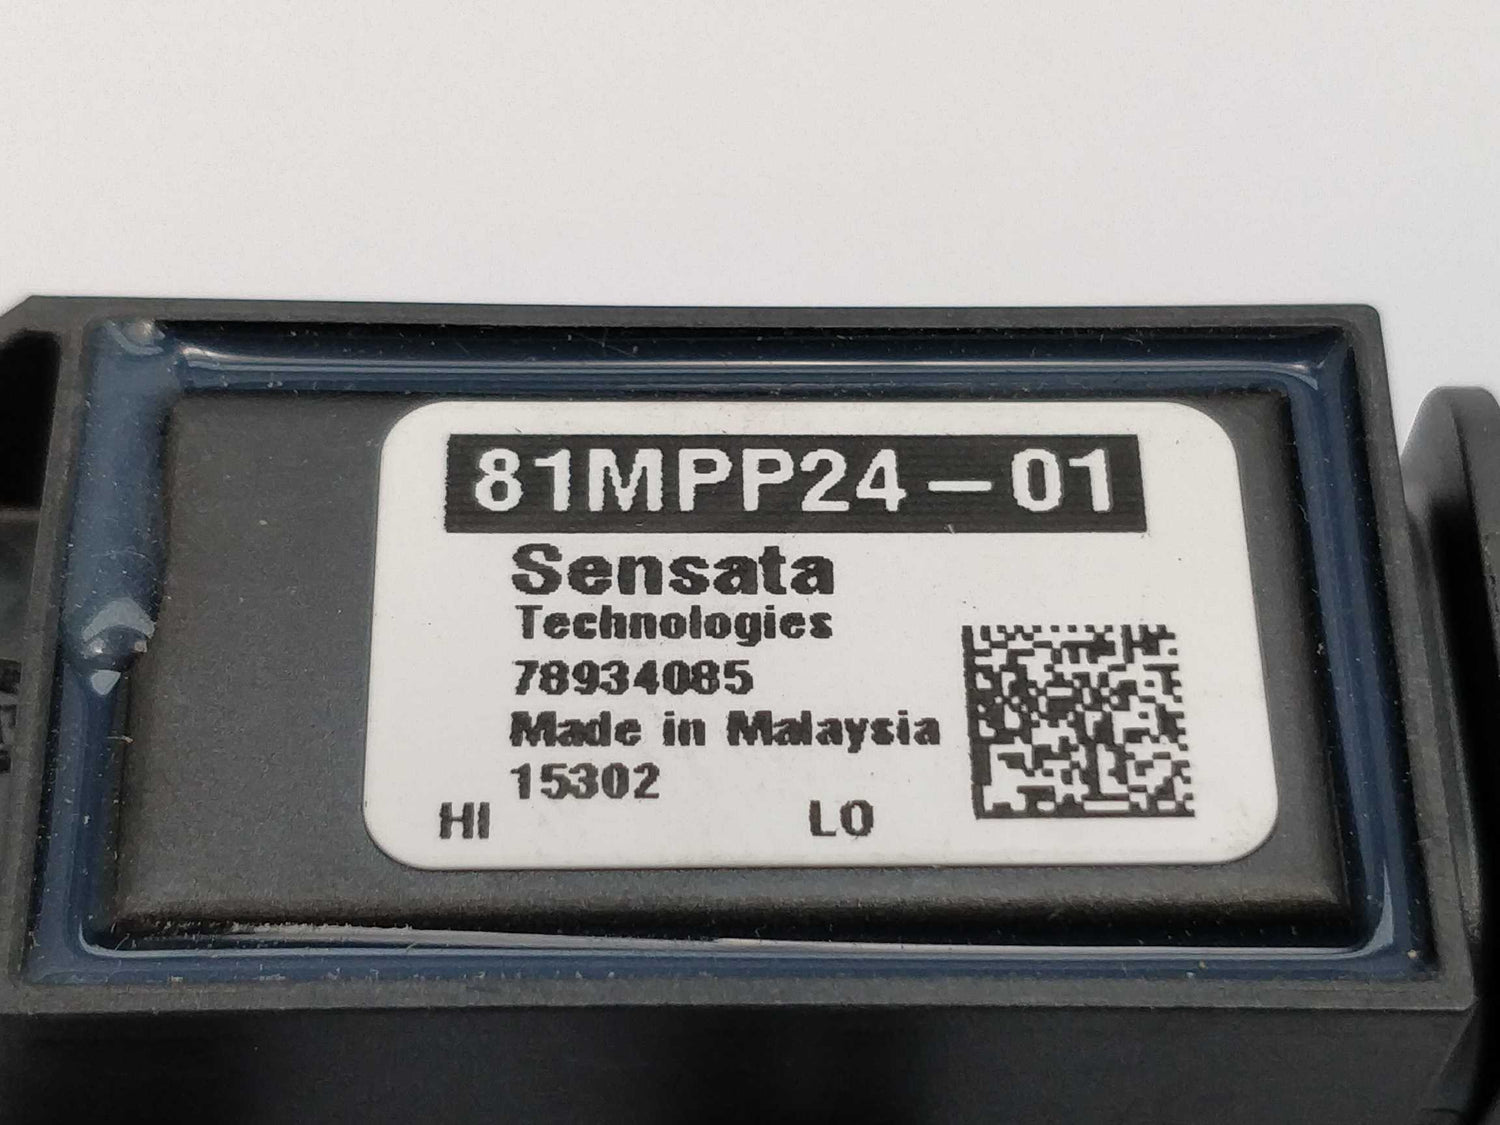 81MPP24-01
Sensata
Technologies
78934085
Made in Malaysia
15302
HI LO